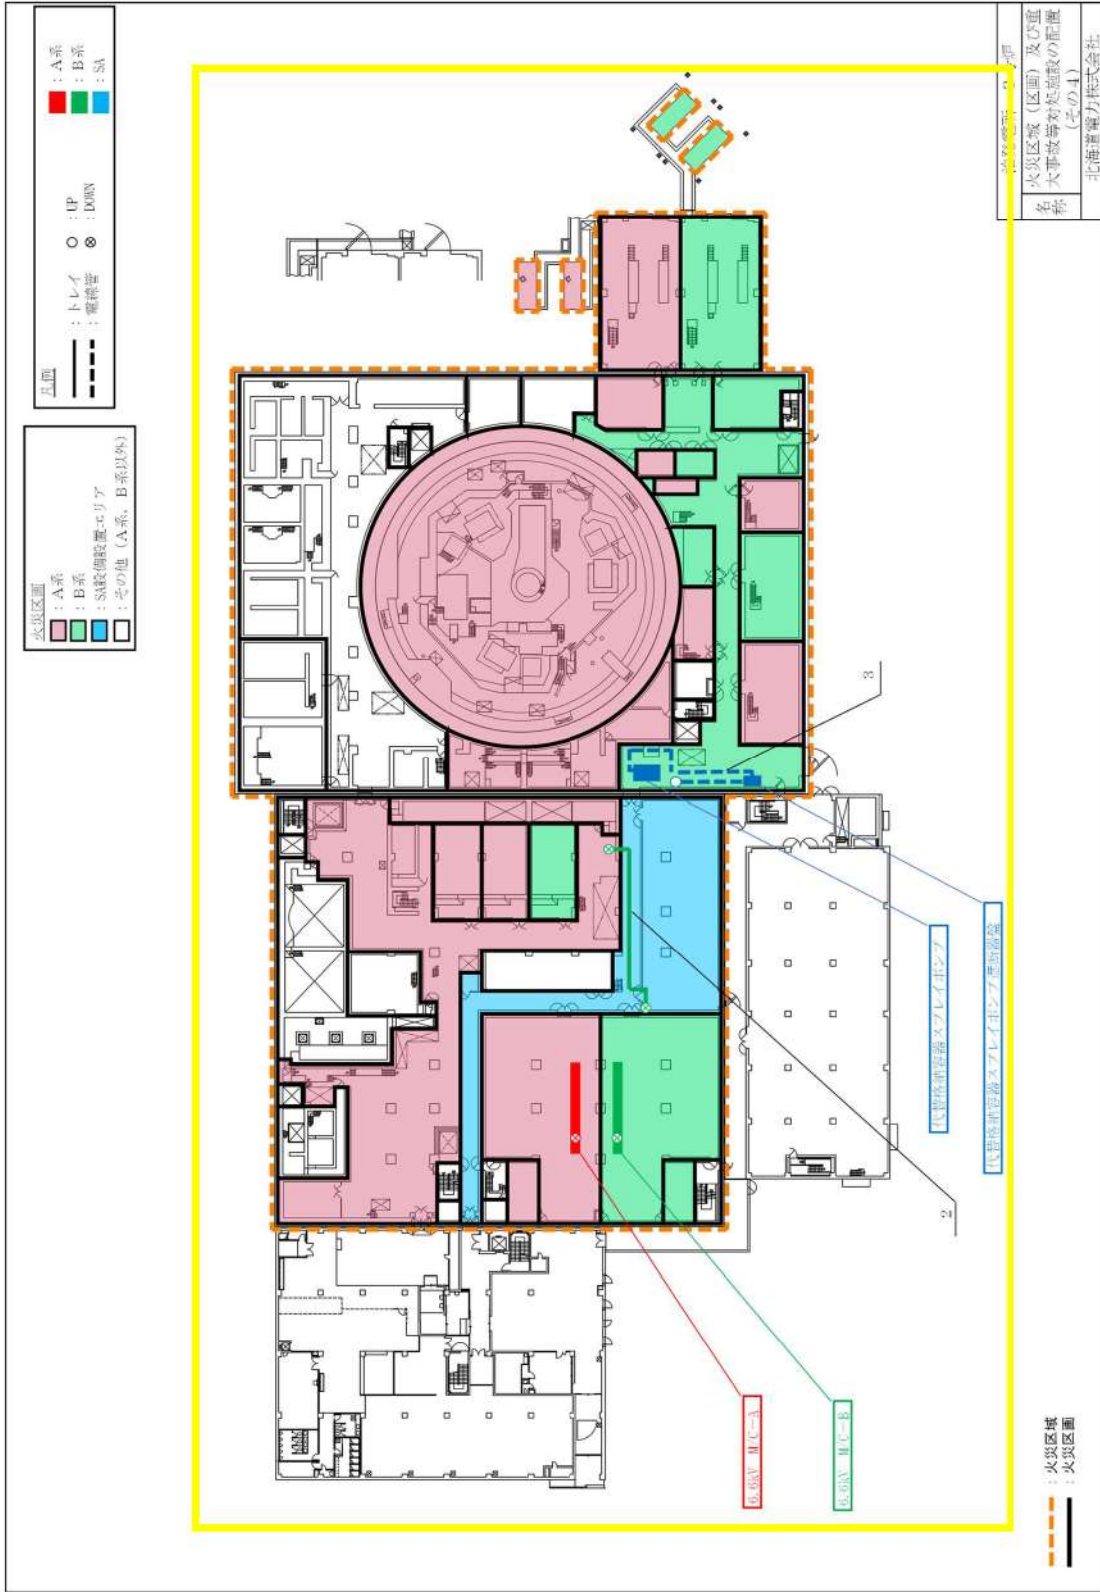 凡例
：トレイ
：電線管
○：UP
⊗：DOWN
：A系
：B系
：SA
火災区画
：A系
：B系
：SA設備設置エリア
：その他（A系、B系以外）
3
2
代替格納容器スプレイポンプ
代替格納容器スプレイポンプ遮断器盤
6.6kV M/C－A
6.6kV M/C－B
：火災区域
：火災区画
名称
火災区域（区画）及び重
大事故等対処施設の配置
（その4）
北海道電力株式会社